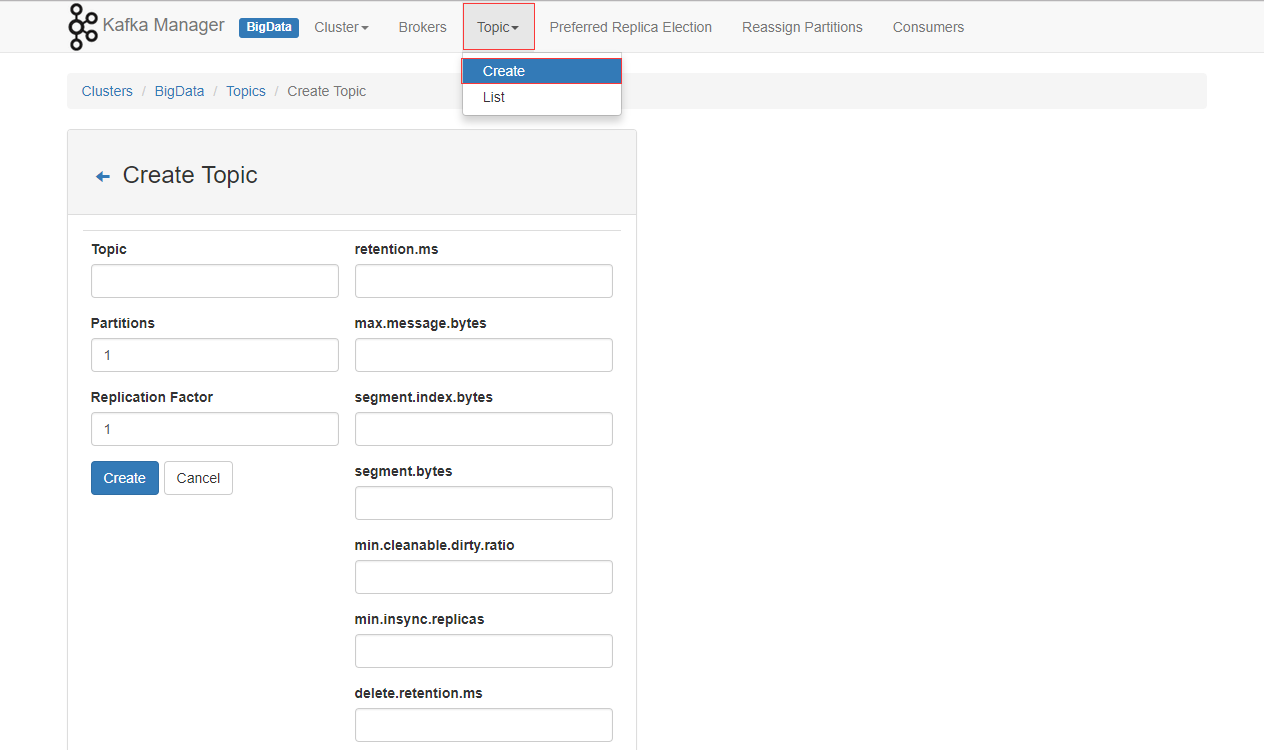 Kafka Manager BigData Cluster Brokers Topic Preferred Replica Election Reassign Partitions Consumers
Create
List
Clusters / BigData / Topics / Create Topic
Create Topic
Topic
retention.ms
Partitions
max.message.bytes
1
Replication Factor
segment.index.bytes
1
segment.bytes
Create Cancel
min.cleanable.dirty.ratio
min.insync.replicas
delete.retention.ms